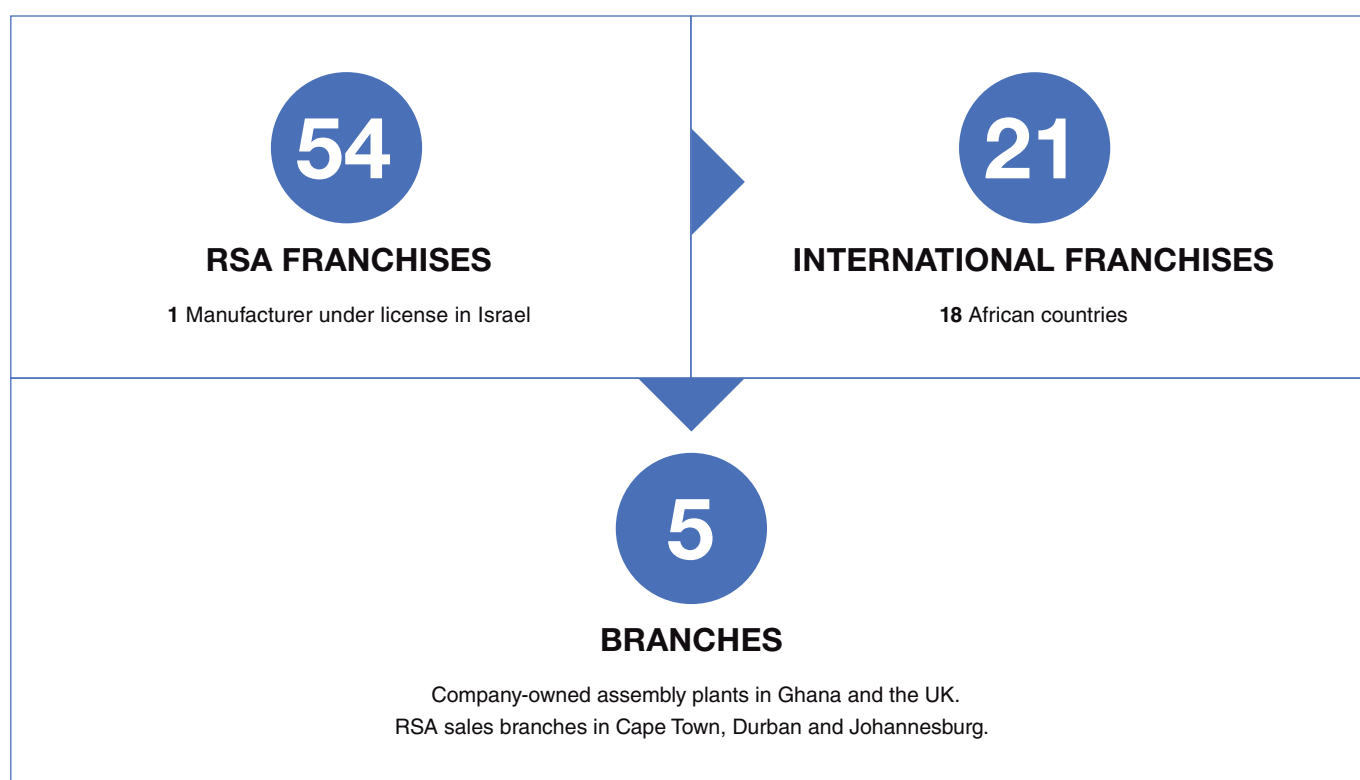 54
RSA FRANCHISES
1 Manufacturer under license in Israel
21
INTERNATIONAL FRANCHISES
18 African countries
5
BRANCHES
Company-owned assembly plants in Ghana and the UK.
RSA sales branches in Cape Town, Durban and Johannesburg.